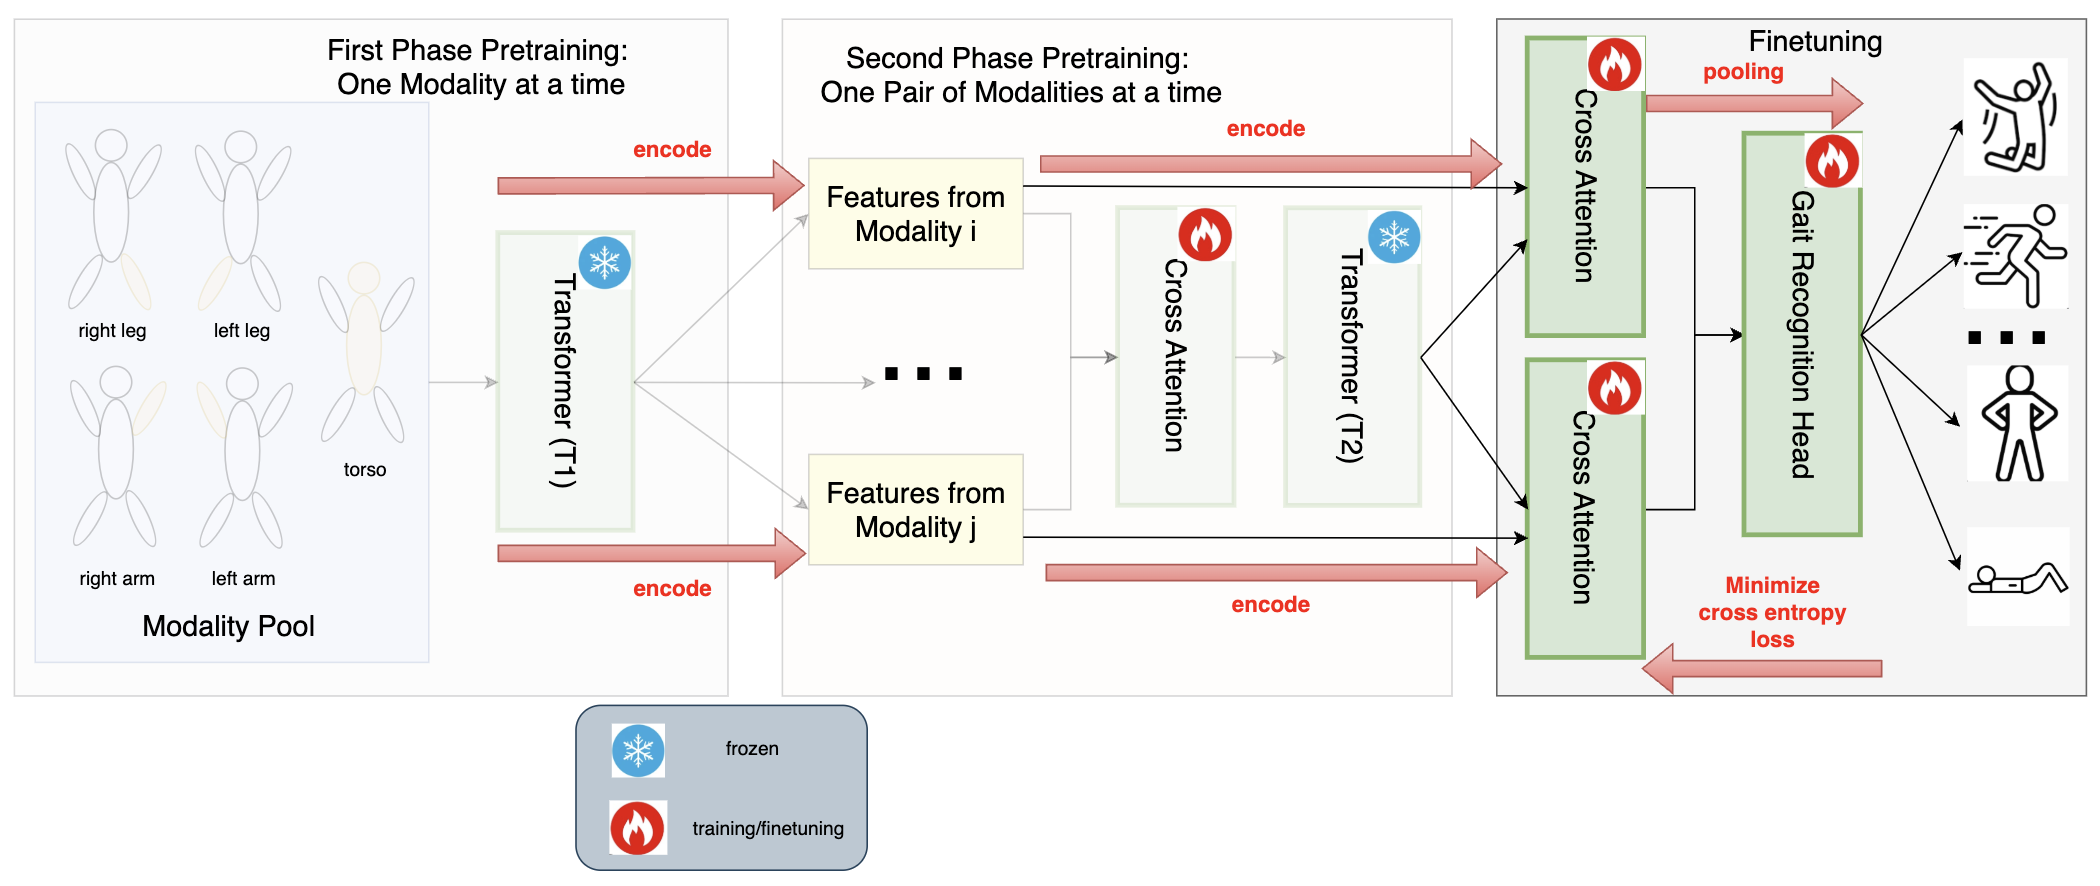 First Phase Pretraining:
One Modality at a time
right leg
left leg
torso
right arm
left arm
Modality Pool
Transformer (T1)
encode
encode
Second Phase Pretraining:
One Pair of Modalities at a time
Features from
Modality i
Features from
Modality j
Cross Attention
Transformer (T2)
encode
encode
Finetuning
pooling
Cross Attention
Cross Attention
Gait Recognition Head
Minimize
cross entropy
loss
frozen
training/finetuning